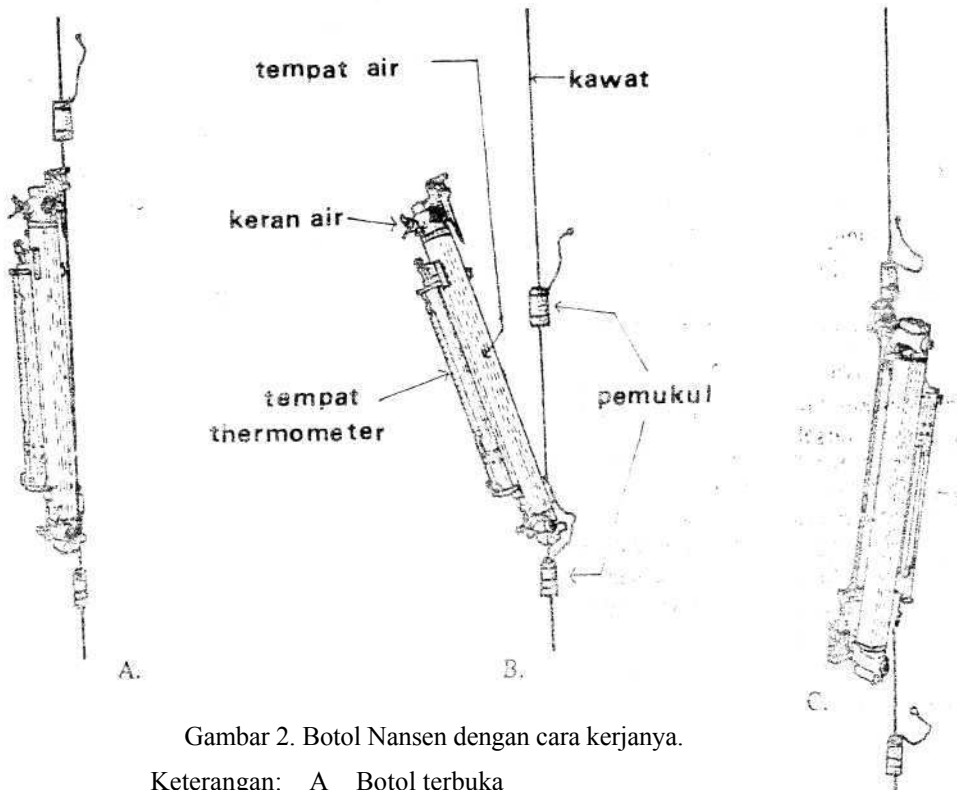 tempat air
kawat
keran air
tempat
thermometer
pemukul
A.
B.
C.
Gambar 2. Botol Nansen dengan cara kerjanya.
Keterangan: A Botol terbuka